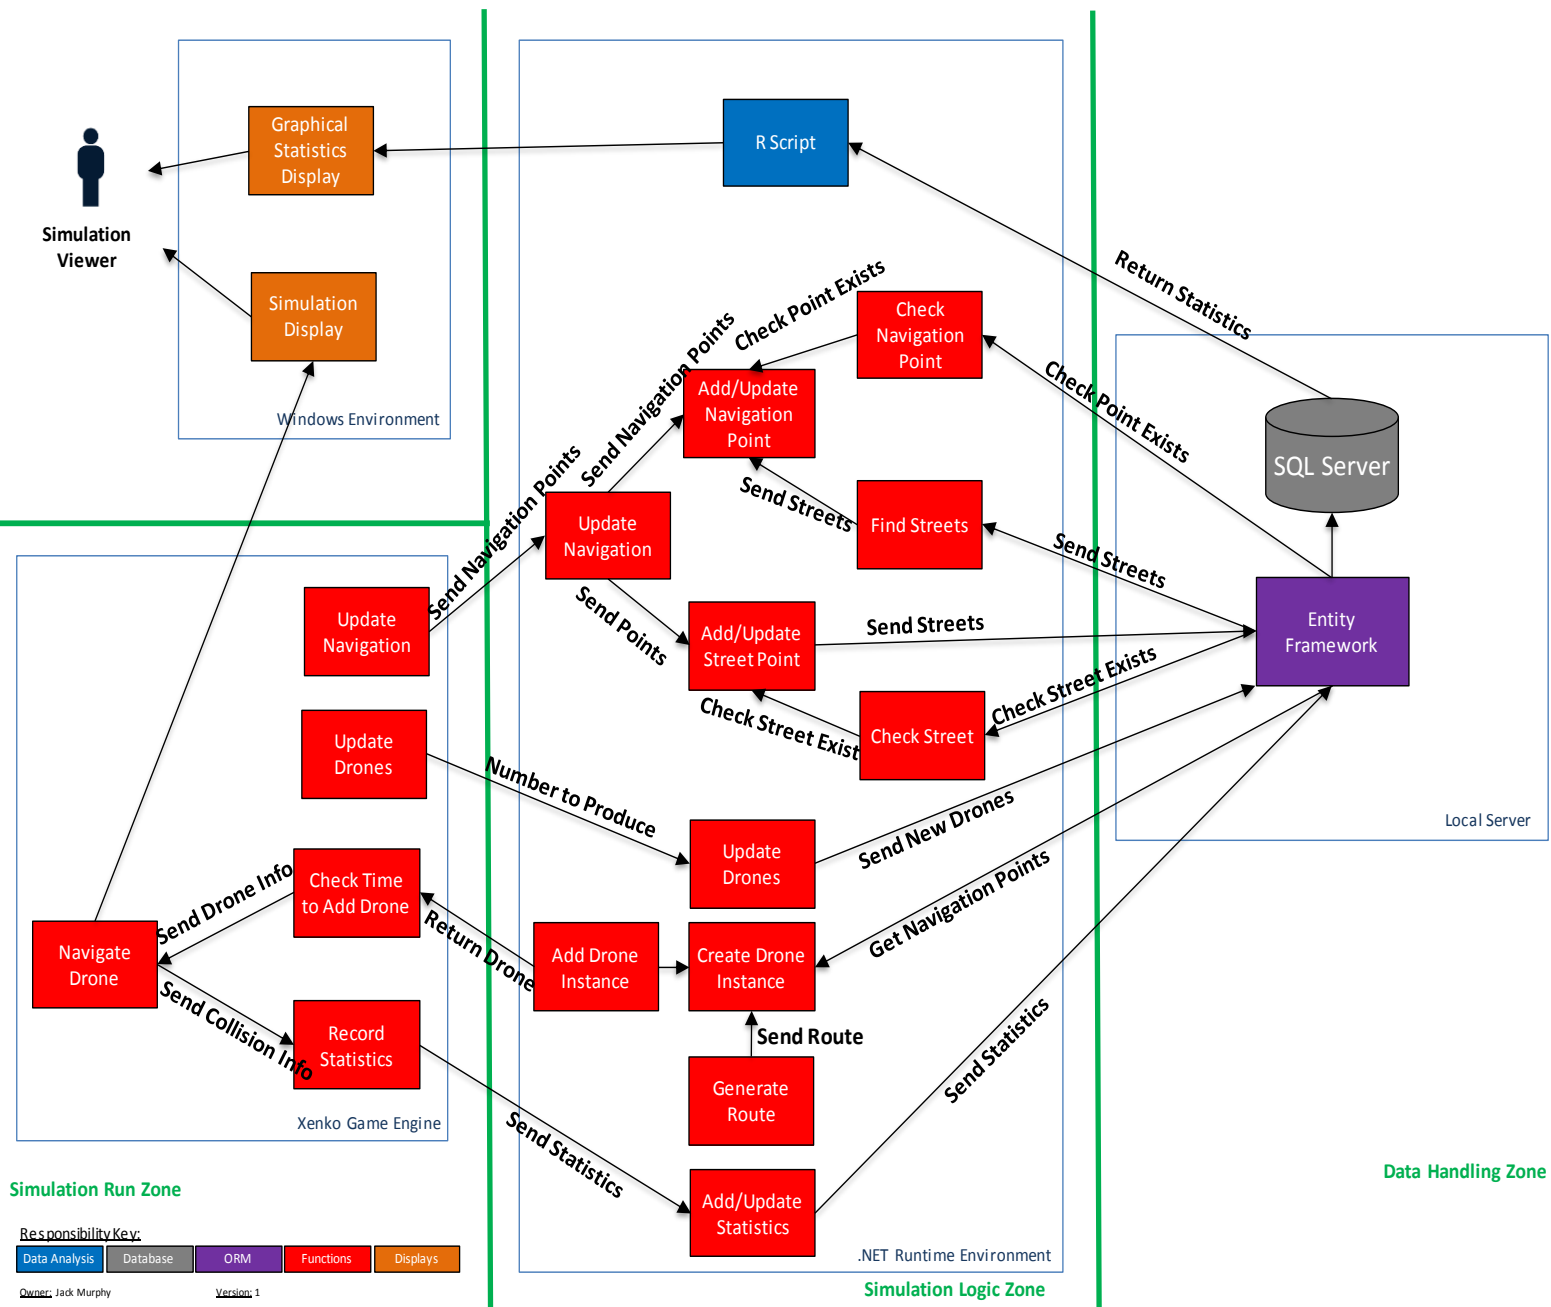 Graphical
Statistics
Display
R Script
Simulation
Viewer
Simulation
Display
Windows Environment
Return Statistics
Check Point Exists
Check
Navigation
Point
Send Navigation Points
Add/Update
Navigation
Point
Check Point Exists
SQL Server
Send Navigation Points
Update
Navigation
Send Streets
Find Streets
Send Streets
Update
Navigation
Send Points
Add/Update
Street Point
Send Streets
Entity
Framework
Check Street Exist
Check Street
Check Street Exists
Update
Drones
Number to Produce
Update
Drones
Send New Drones
Local Server
Send Drone Info
Check Time
to Add Drone
Return Drone
Navigate
Drone
Add Drone
Instance
Create Drone
Instance
Get Navigation Points
Send Collision Info
Record
Statistics
Send Route
Generate
Route
Send Statistics
Xenko Game Engine
Send Statistics
Add/Update
Statistics
.NET Runtime Environment
Simulation Run Zone
Data Handling Zone
Simulation Logic Zone
Responsibility Key:
Data Analysis
Database
ORM
Functions
Displays
Owner: Jack Murphy
Version: 1